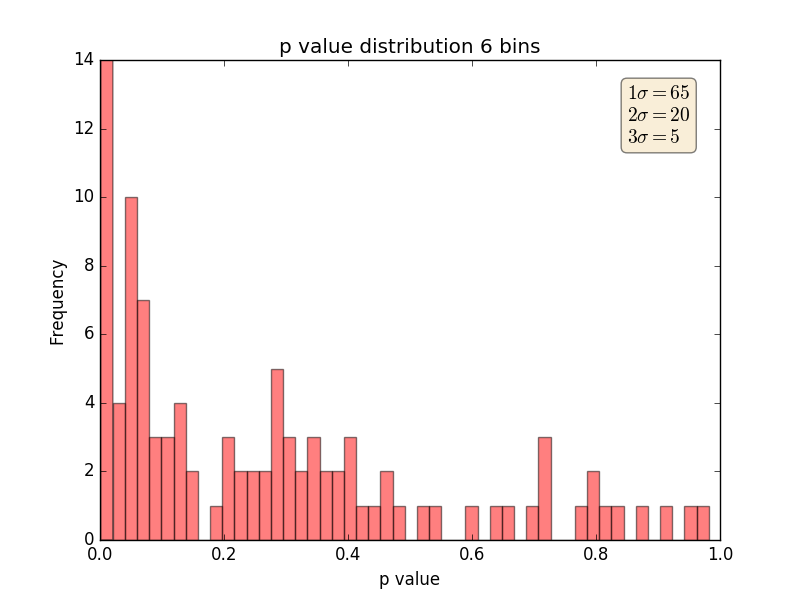 p value distribution 6 bins
1σ = 65
2σ = 20
3σ = 5
Frequency
14
12
10
8
6
4
2
0
0.0 0.2 0.4 0.6 0.8 1.0
p value